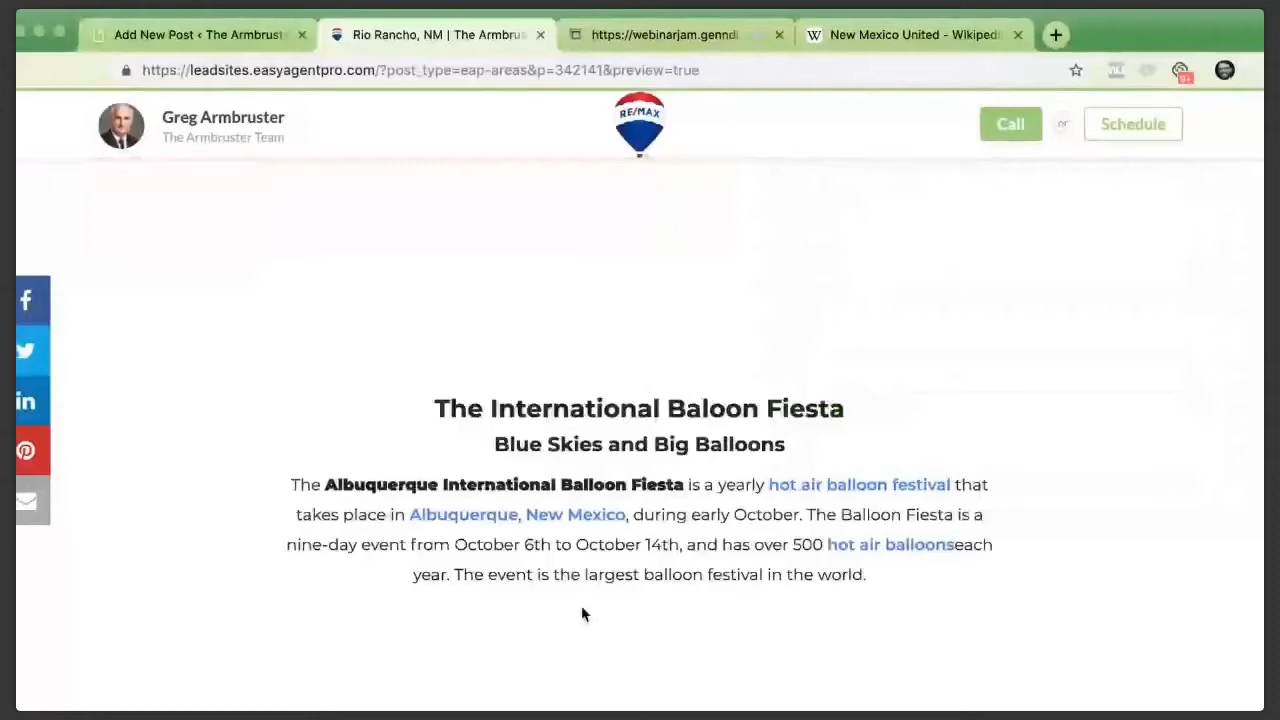 Add New Post ‹ The Armbrust
Rio Rancho, NM | The Armbrus
https://webinarjam.genndi
New Mexico United - Wikiped
https://leadsites.easyagentpro.com/?post_type=eap-areas&p=342141&preview=true
9+
Greg Armbruster
The Armbruster Team
RE/MAX
Call
or
Schedule
The International Baloon Fiesta
Blue Skies and Big Balloons
The Albuquerque International Balloon Fiesta is a yearly hot air balloon festival that
takes place in Albuquerque, New Mexico, during early October. The Balloon Fiesta is a
nine-day event from October 6th to October 14th, and has over 500 hot air balloonseach
year. The event is the largest balloon festival in the world.